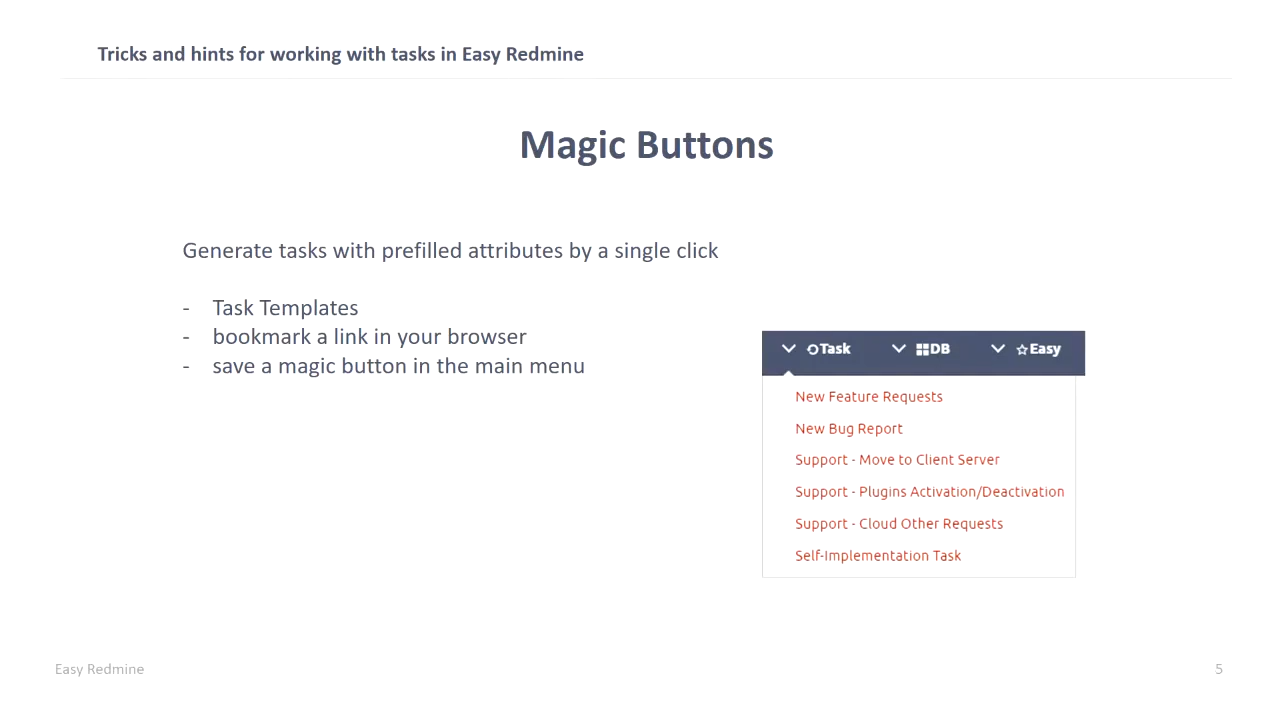 Tricks and hints for working with tasks in Easy Redmine
Magic Buttons
Generate tasks with prefilled attributes by a single click
- Task Templates
- bookmark a link in your browser
- save a magic button in the main menu
Task DB Easy
New Feature Requests
New Bug Report
Support - Move to Client Server
Support - Plugins Activation/Deactivation
Support - Cloud Other Requests
Self-Implementation Task
Easy Redmine 5